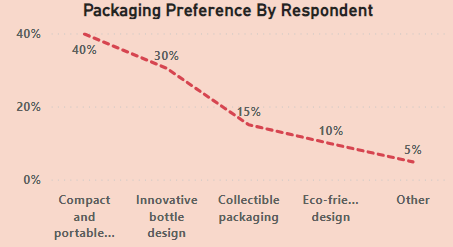 Packaging Preference By Respondent
40%
40%
30%
20%
15%
10%
5%
0%
Compact
and
portable...
Innovative
bottle
design
Collectible
packaging
Eco-frie...
design
Other